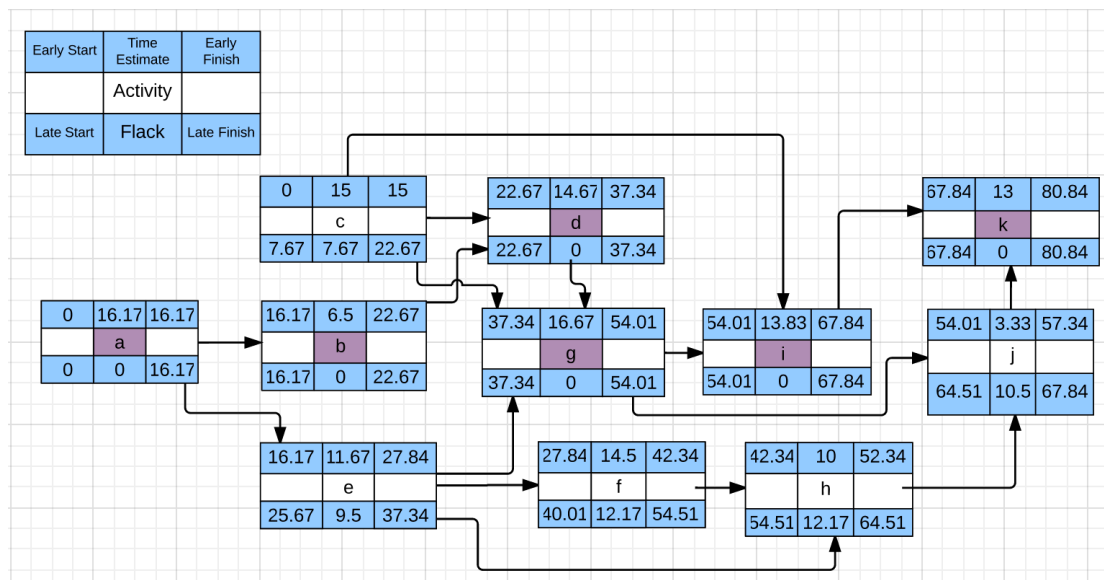 Early Start Time Estimate Early Finish
Activity
Late Start Flack Late Finish
0 15 15
c
7.67 7.67 22.67
22.67 14.67 37.34
d
22.67 0 37.34
67.84 13 80.84
k
67.84 0 80.84
0 16.17 16.17
a
0 0 16.17
16.17 6.5 22.67
b
16.17 0 22.67
37.34 16.67 54.01
g
37.34 0 54.01
54.01 13.83 67.84
i
54.01 0 67.84
54.01 3.33 57.34
j
64.51 10.5 67.84
16.17 11.67 27.84
e
25.67 9.5 37.34
27.84 14.5 42.34
f
40.01 12.17 54.51
42.34 10 52.34
h
54.51 12.17 64.51